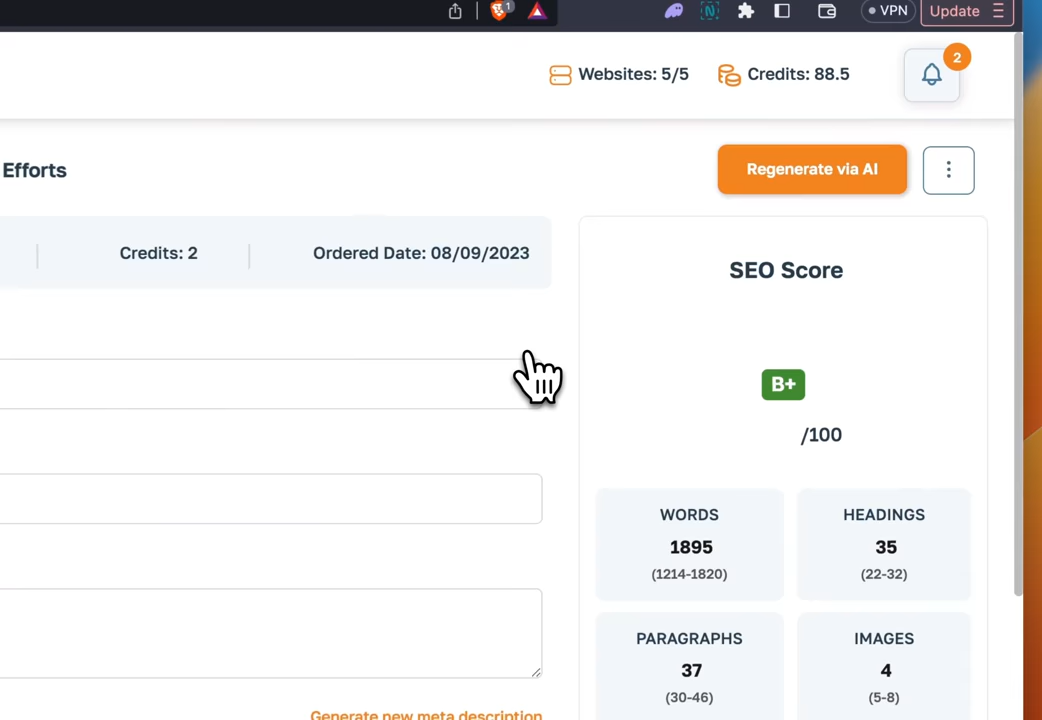 1
VPN
Update
Websites: 5/5
Credits: 88.5
2
Efforts
Regenerate via AI
Credits: 2
Ordered Date: 08/09/2023
SEO Score
B+
/100
WORDS
1895
(1214-1820)
HEADINGS
35
(22-32)
PARAGRAPHS
37
(30-46)
IMAGES
4
(5-8)
Generate new meta description